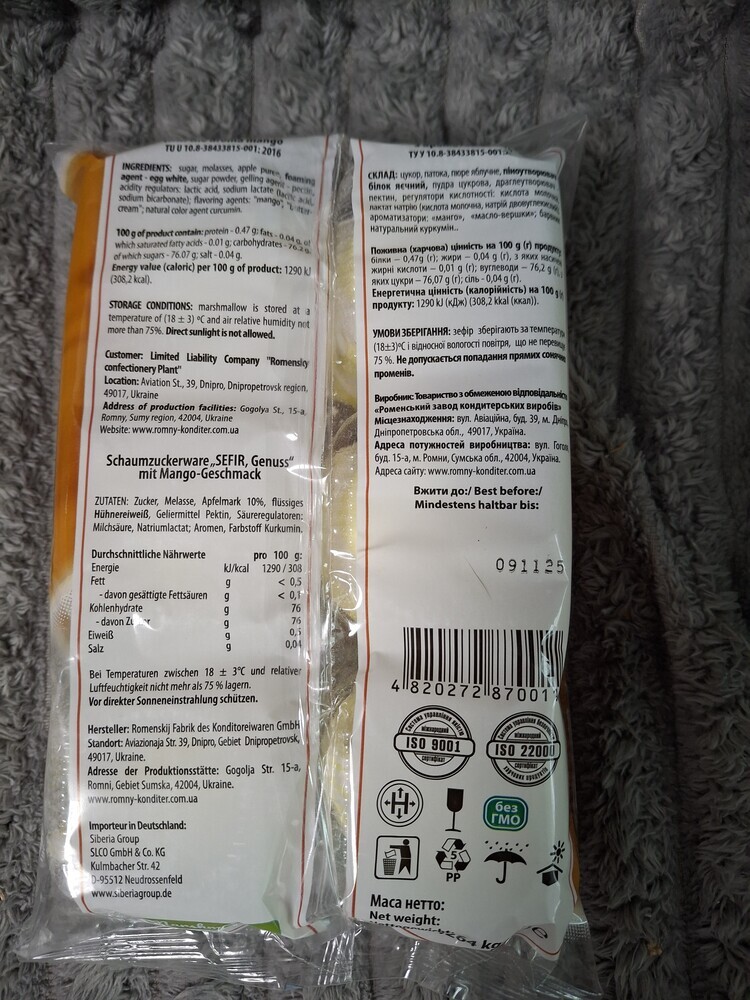 mango
TU U 10.8-38433815-001: 2016
INGREDIENTS: sugar, molasses, apple puree, foaming
agent - egg white, sugar powder, gelling agent - pectin,
acidity regulators: lactic acid, sodium lactate (lactic acid,
sodium bicarbonate); flavoring agents: "mango",
cream"; natural color agent curcumin.
100 g of product contain: protein - 0.47 g; fats - 0.04 g, of
which saturated fatty acids - 0.01 g; carbohydrates - 76.2 g,
of which sugars - 76.07 g; salt - 0.04 g.
Energy value (caloric) per 100 g of product: 1290 kJ
(308,2 kcal).
STORAGE CONDITIONS: marshmallow is stored at a
temperature of (18 ± 3) ºC and air relative humidity not
more than 75%. Direct sunlight is not allowed.
Customer: Limited Liability Company "Romensky
confectionery Plant"
Location: Aviation St., 39, Dnipro, Dnipropetrovsk region,
49017, Ukraine
Address of production facilities: Gogolya St., 15-a,
Romny, Sumy region, 42004, Ukraine
Website: www.romny-konditer.com.ua
Schaumzuckerware „SEFIR, Genuss“
mit Mango-Geschmack
ZUTATEN: Zucker, Melasse, Apfelmark 10%, flüssiges
Hühnereiweiß, Geliermittel Pektin, Säureregulatoren:
Milchsäure, Natriumlactat; Aromen, Farbstoff Kurkumin.
Durchschnittliche Nährwerte pro 100 g:
Energie kJ/kcal 1290 / 308
Fett g < 0,5
- davon gesättigte Fettsäuren g < 0,1
Kohlenhydrate g 76
- davon Zucker g 76
Eiweiß g 0,5
Salz g 0,04
Bei Temperaturen zwischen 18 ± 3ºC und relativer
Luftfeuchtigkeit nicht mehr als 75 % lagern.
Vor direkter Sonneneinstrahlung schützen.
Hersteller: Romenskij Fabrik des Konditoreiwaren GmbH
Standort: Aviazionaja Str. 39, Dnipro, Gebiet Dnipropetrovsk,
49017, Ukraine.
Adresse der Produktionsstätte: Gogolja Str. 15-a,
Romni, Gebiet Sumska, 42004, Ukraine.
www.romny-konditer.com.ua
Importeur in Deutschland:
Siberia Group
SLCO GmbH & Co. KG
Kulmbacher Str. 42
D-95512 Neudrossenfeld
www.siberiagroup.de
ТУ У 10.8-38433815-001:
СКЛАД: цукор, патока, пюре яблучне, піноутворювач
білок яєчний, пудра цукрова, драглеутворювач
пектин, регулятори кислотності: кислота молочна,
лактат натрію (кислота молочна, натрій двовуглекислий);
ароматизатори: «манго», «масло-вершки»; барвник
натуральний куркумін..
Поживна (харчова) цінність на 100 g (г) продукту:
білки – 0,47g (г); жири – 0,04 g (г), з яких насичені
жирні кислоти – 0,01 g (г); вуглеводи – 76,2 g (г), з
яких цукри – 76,07 g (г); сіль - 0,04 g (г).
Енергетична цінність (калорійність) на 100 g (г)
продукту: 1290 kJ (кДж) (308,2 kkal (ккал)).
УМОВИ ЗБЕРІГАННЯ: зефір зберігають за температури
(18±3)ºС і відносної вологості повітря, що не перевищує
75 %. Не допускається попадання прямих сонячних
променів.
Виробник: Товариство з обмеженою відповідальністю
«Роменський завод кондитерських виробів»
Місцезнаходження: вул. Авіаційна, буд. 39, м. Дніпро,
Дніпропетровська обл., 49017, Україна.
Адреса потужностей виробництва: вул. Гоголя,
буд. 15-а, м. Ромни, Сумська обл., 42004, Україна.
Адреса сайту: www.romny-konditer.com.ua
Вжити до:/ Best before:/
Mindestens haltbar bis:
091125
4 820272 87001
Система управління якістю
міжнародний
ISO 9001
сертифікат
міжнародний
ISO 22000
сертифікат
харчових продуктів
H
без
ГМО
5
PP
Маса нетто:
Net weight:
264 kg
e